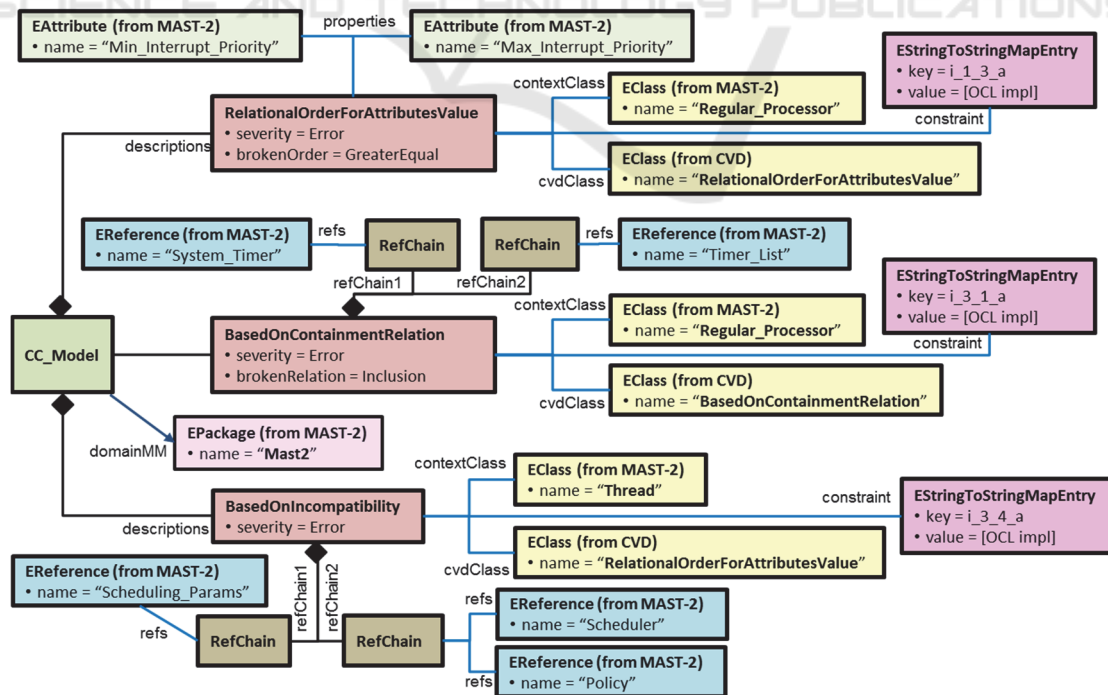 SCIENCE AND TECHNOLOGY PUBLICATIONS
EAttribute (from MAST-2)
• name = “Min_Interrupt_Priority”
properties
EAttribute (from MAST-2)
• name = “Max_Interrupt_Priority”
EStringToStringMapEntry
• key = i_1_3_a
• value = [OCL impl]
constraint
contextClass
EClass (from MAST-2)
• name = “Regular_Processor”
RelationalOrderForAttributesValue
• severity = Error
• brokenOrder = GreaterEqual
descriptions
cvdClass
EClass (from CVD)
• name = “RelationalOrderForAttributesValue”
EReference (from MAST-2)
• name = “System_Timer”
refs
RefChain
RefChain
refs
EReference (from MAST-2)
• name = “Timer_List”
refChain1
refChain2
EStringToStringMapEntry
• key = i_3_1_a
• value = [OCL impl]
constraint
contextClass
EClass (from MAST-2)
• name = “Regular_Processor”
CC_Model
BasedOnContainmentRelation
• severity = Error
• brokenRelation = Inclusion
cvdClass
EClass (from CVD)
• name = “BasedOnContainmentRelation”
domainMM
EPackage (from MAST-2)
• name = “Mast2”
contextClass
EClass (from MAST-2)
• name = “Thread”
constraint
EStringToStringMapEntry
• key = i_3_4_a
• value = [OCL impl]
descriptions
BasedOnIncompatibility
• severity = Error
cvdClass
EClass (from CVD)
• name = “RelationalOrderForAttributesValue”
EReference (from MAST-2)
• name = “Scheduling_Params”
refChain1
refChain2
refs
RefChain
RefChain
refs
EReference (from MAST-2)
• name = “Scheduler”
refs
EReference (from MAST-2)
• name = “Policy”